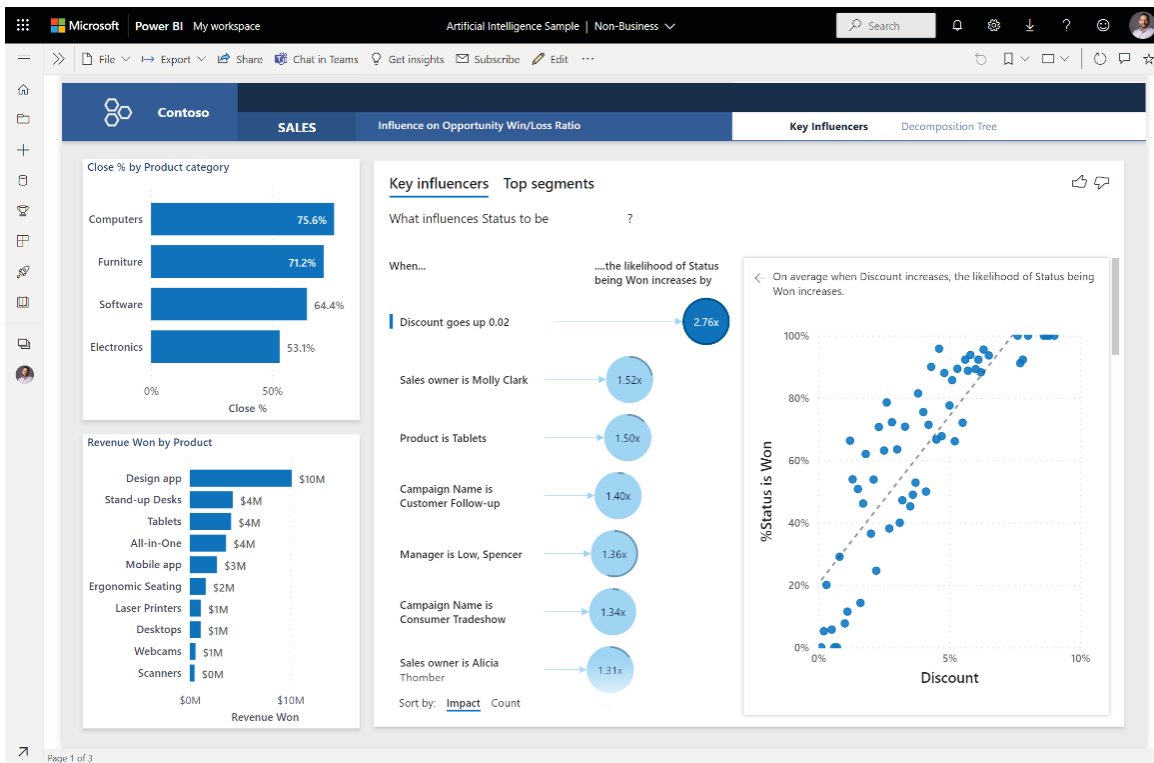 Microsoft Power BI My workspace
Artificial Intelligence Sample | Non-Business
Search
File Export Share Chat in Teams Get insights Subscribe Edit ...
Contoso
SALES
Influence on Opportunity Win/Loss Ratio
Key Influencers Decomposition Tree
Close % by Product category
Computers 75.6%
Furniture 71.2%
Software 64.4%
Electronics 53.1%
0% 50%
Close %
Revenue Won by Product
Design app $10M
Stand-up Desks $4M
Tablets $4M
All-in-One $4M
Mobile app $3M
Ergonomic Seating $2M
Laser Printers $1M
Desktops $1M
Webcams $1M
Scanners $0M
$0M $10M
Revenue Won
Key influencers Top segments
What influences Status to be ?
When...
....the likelihood of Status
being Won increases by
Discount goes up 0.02 2.76x
Sales owner is Molly Clark 1.52x
Product is Tablets 1.50x
Campaign Name is
Customer Follow-up 1.40x
Manager is Low, Spencer 1.36x
Campaign Name is
Consumer Tradeshow 1.34x
Sales owner is Alicia
Thomber 1.31x
Sort by: Impact Count
On average when Discount increases, the likelihood of Status being
Won increases.
100%
80%
60%
40%
20%
0%
%Status is Won
0% 5% 10%
Discount
Page 1 of 3